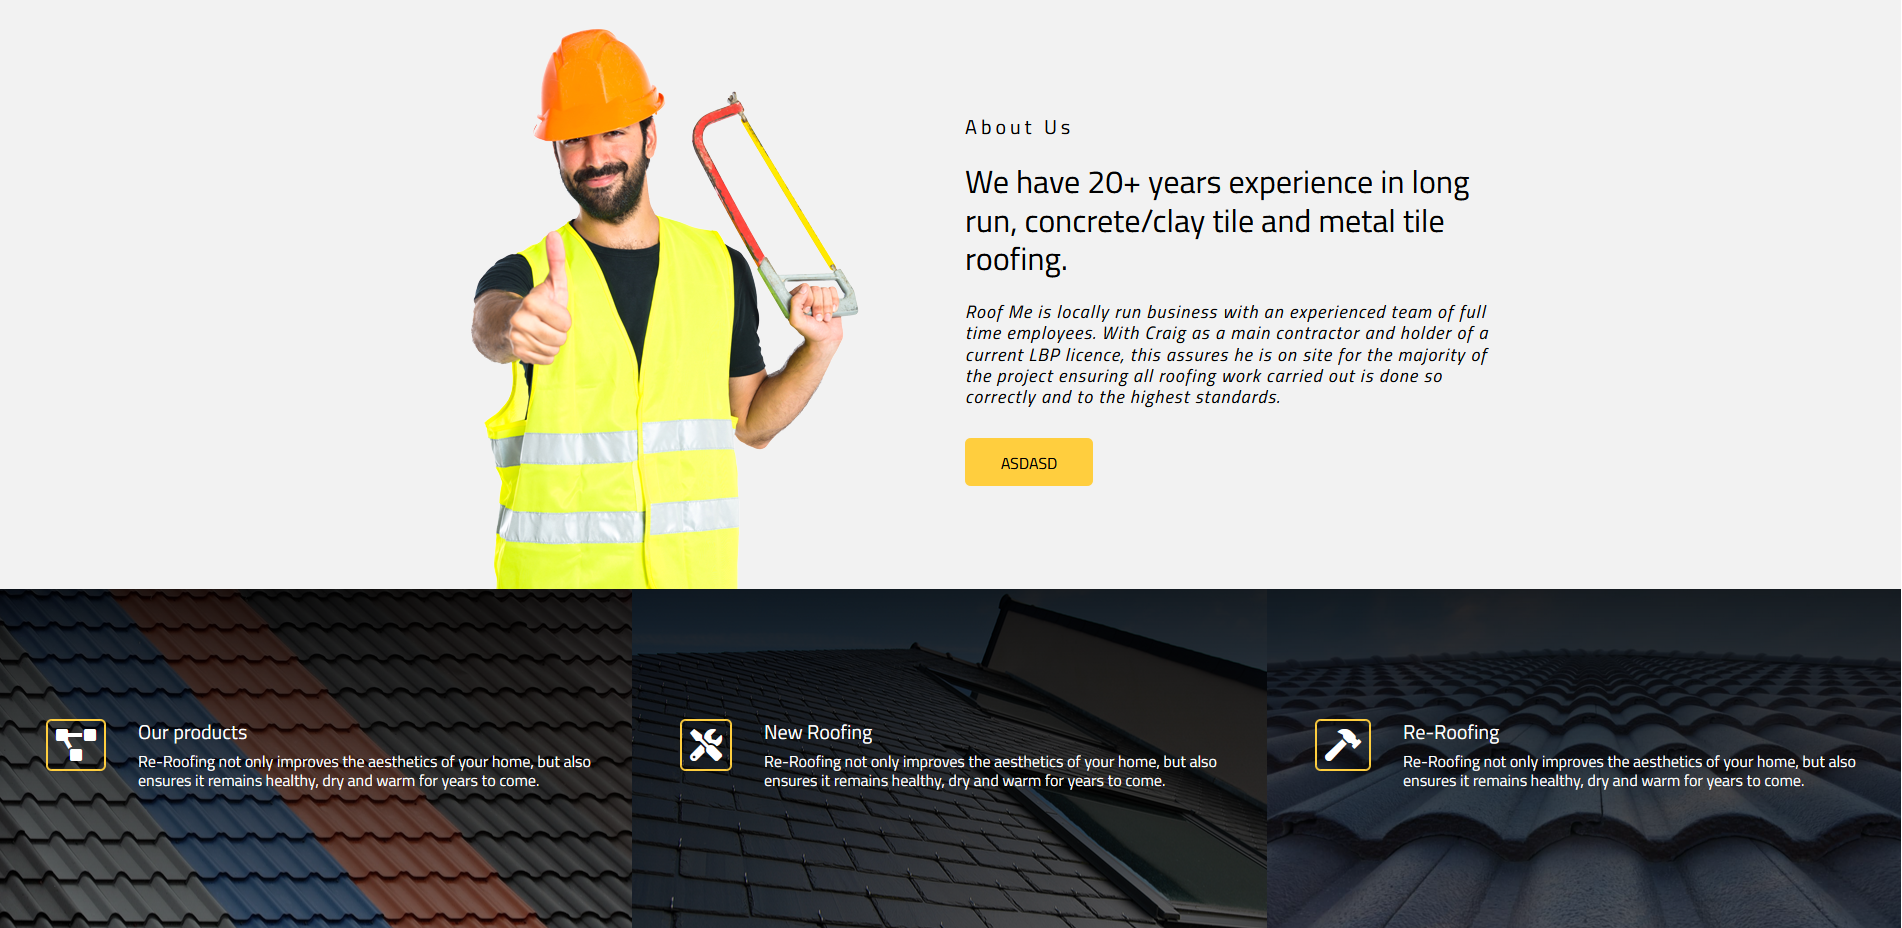 About Us
We have 20+ years experience in long
run, concrete/clay tile and metal tile
roofing.
Roof Me is locally run business with an experienced team of full
time employees. With Craig as a main contractor and holder of a
current LBP licence, this assures he is on site for the majority of
the project ensuring all roofing work carried out is done so
correctly and to the highest standards.
ASDASD
Our products
Re-Roofing not only improves the aesthetics of your home, but also
ensures it remains healthy, dry and warm for years to come.
New Roofing
Re-Roofing not only improves the aesthetics of your home, but also
ensures it remains healthy, dry and warm for years to come.
Re-Roofing
Re-Roofing not only improves the aesthetics of your home, but also
ensures it remains healthy, dry and warm for years to come.